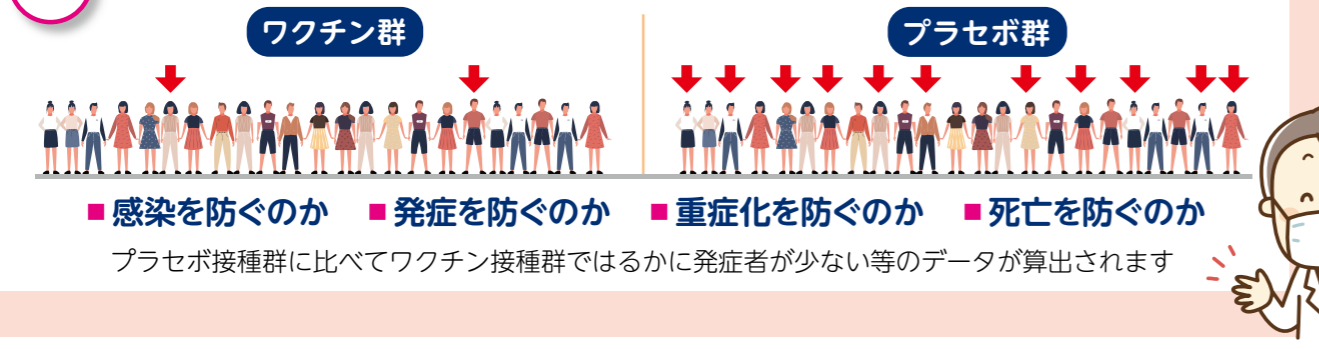 ワクチン群
プラセボ群
■感染を防ぐのか ■発症を防ぐのか ■重症化を防ぐのか ■死亡を防ぐのか
プラセボ接種群に比べてワクチン接種群でははるかに発症者が少ない等のデータが算出されます